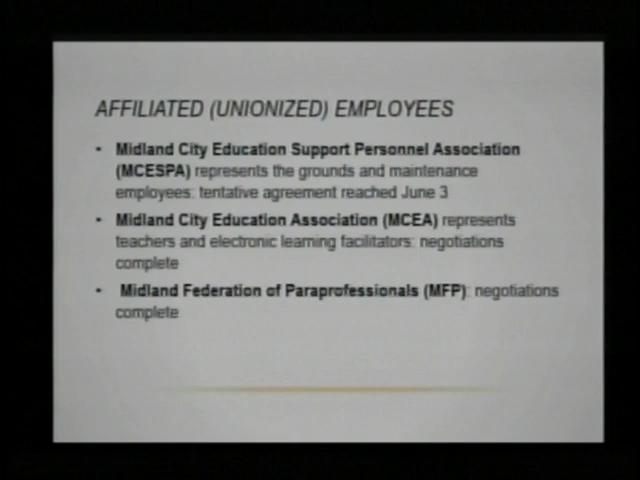 AFFILIATED (UNIONIZED) EMPLOYEES
• Midland City Education Support Personnel Association
(MCESPA) represents the grounds and maintenance
employees: tentative agreement reached June 3
• Midland City Education Association (MCEA) represents
teachers and electronic learning facilitators: negotiations
complete
• Midland Federation of Paraprofessionals (MFP): negotiations
complete